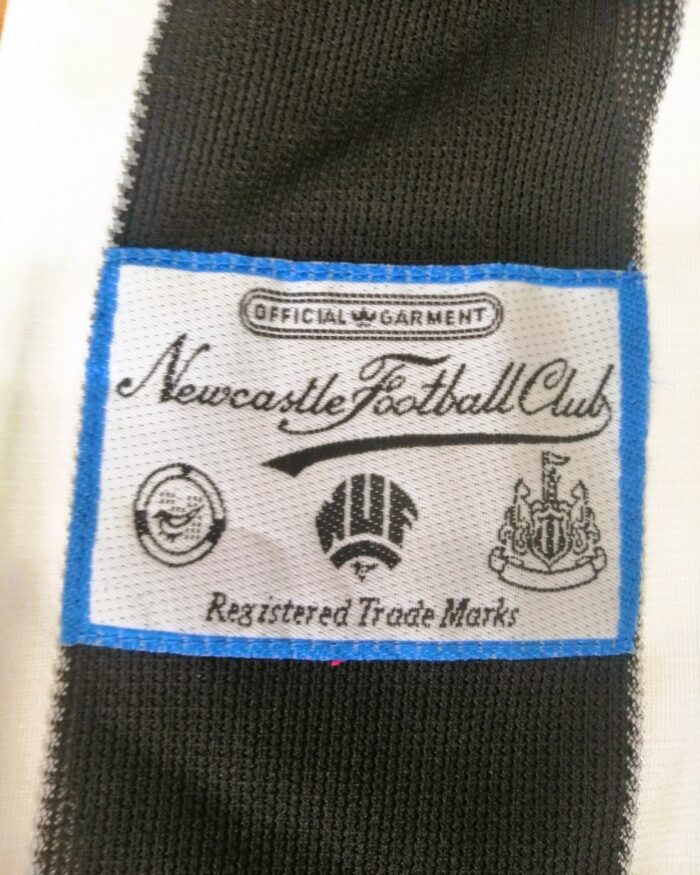 OFFICIAL GARMENT
Newcastle Football Club
NUF
Registered Trade Marks